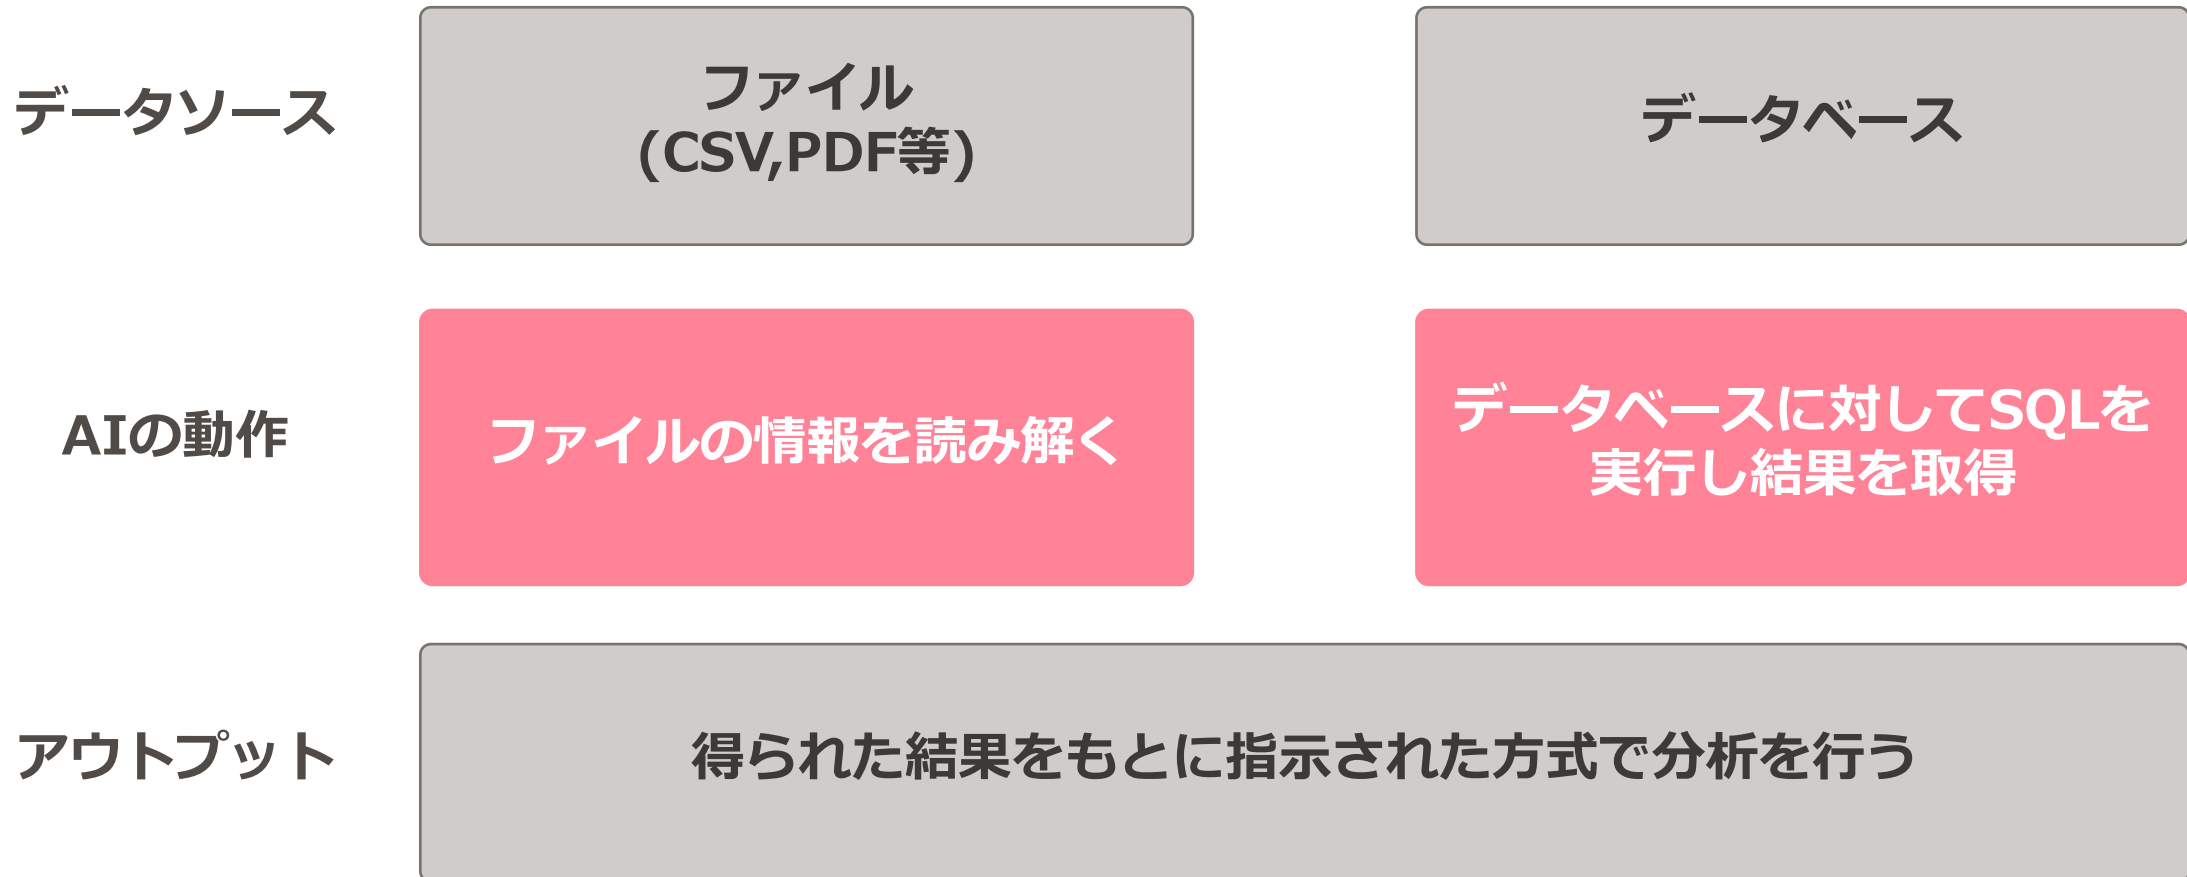 データソース
ファイル
(CSV,PDF等)
データベース
AIの動作
ファイルの情報を読み解く
データベースに対してSQLを
実行し結果を取得
アウトプット
得られた結果をもとに指示された方式で分析を行う